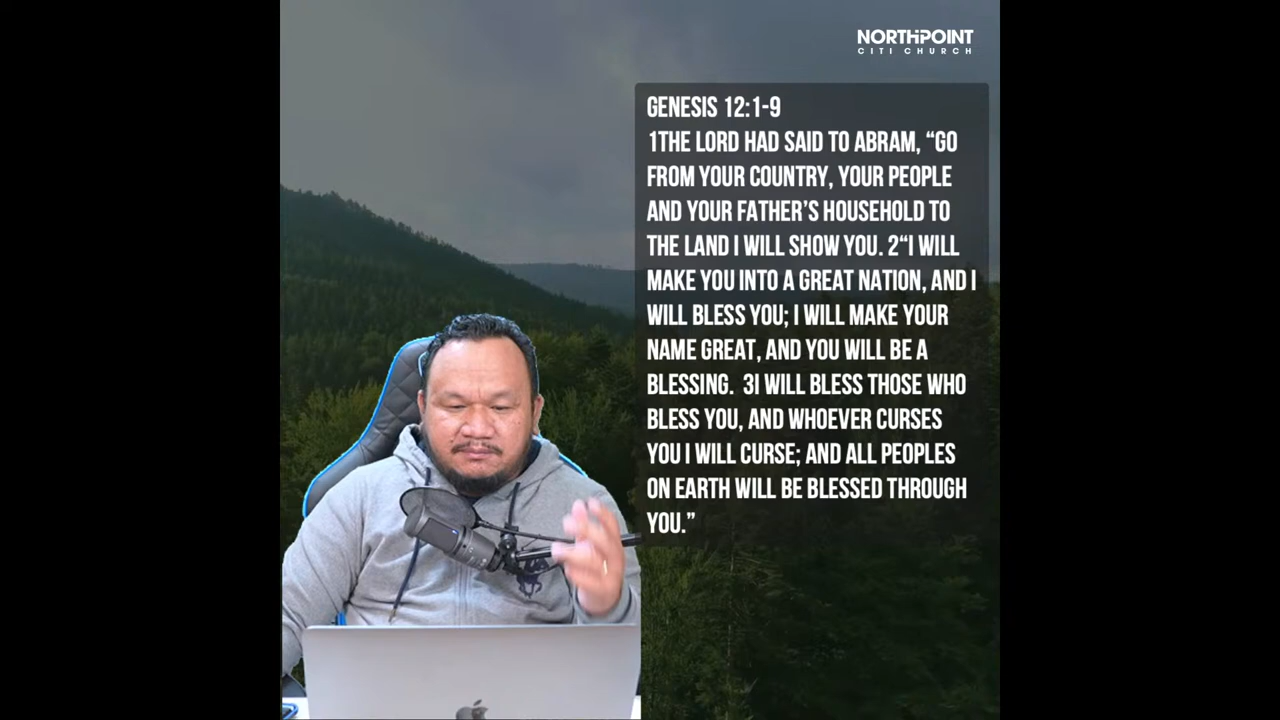 NORTHPOINT
CITI CHURCH
GENESIS 12:1-9
1THE LORD HAD SAID TO ABRAM, “GO
FROM YOUR COUNTRY, YOUR PEOPLE
AND YOUR FATHER’S HOUSEHOLD TO
THE LAND I WILL SHOW YOU. 2“I WILL
MAKE YOU INTO A GREAT NATION, AND I
WILL BLESS YOU; I WILL MAKE YOUR
NAME GREAT, AND YOU WILL BE A
BLESSING.  3I WILL BLESS THOSE WHO
BLESS YOU, AND WHOEVER CURSES
YOU I WILL CURSE; AND ALL PEOPLES
ON EARTH WILL BE BLESSED THROUGH
YOU.”